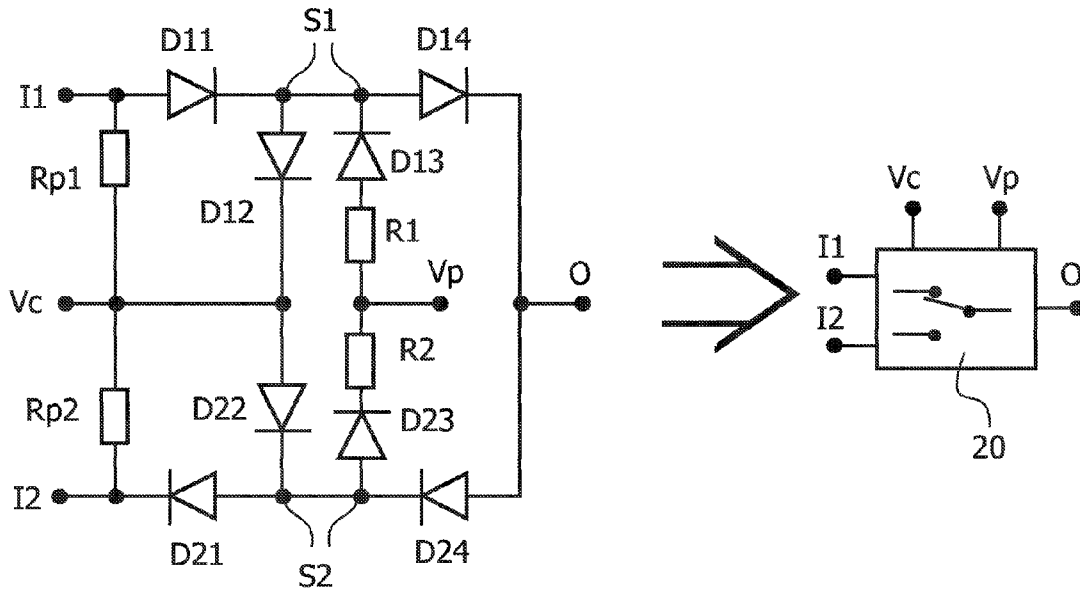 S1
D11
D14
I1
Rp1
D13
D12
R1
Vp
O
Vc
R2
D22
D23
Rp2
I2
D21
D24
S2
Vc
Vp
I1
O
I2
20